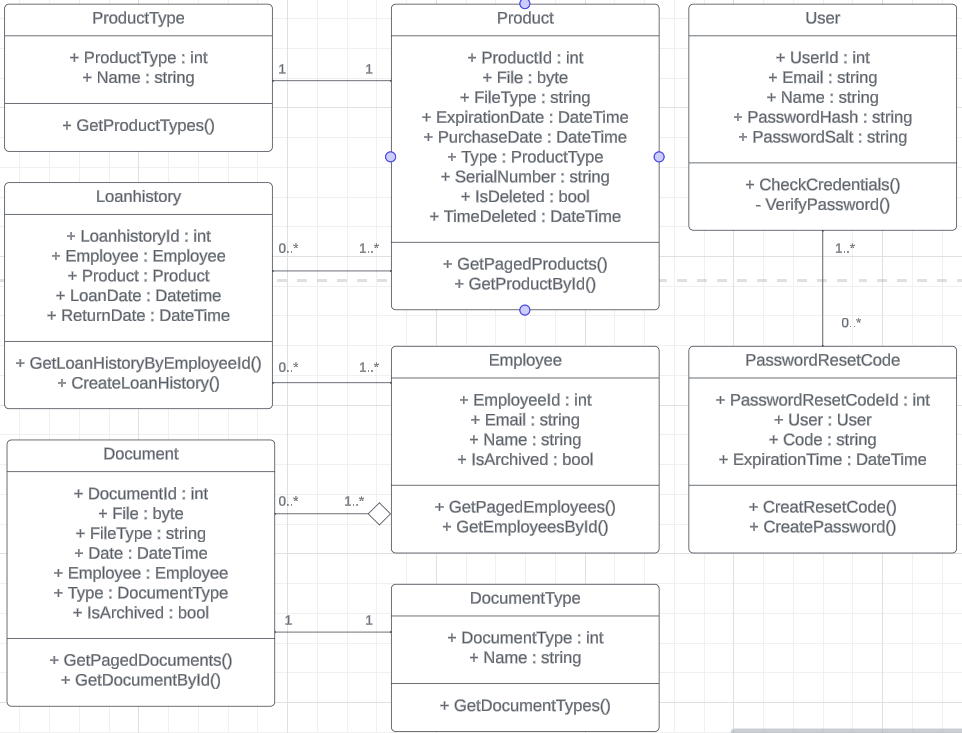 ProductType
+ ProductType : int
+ Name : string
+ GetProductTypes()
1
1
Product
+ ProductId : int
+ File : byte
+ FileType : string
+ ExpirationDate : DateTime
+ PurchaseDate : DateTime
+ Type : ProductType
+ SerialNumber : string
+ IsDeleted : bool
+ TimeDeleted : DateTime
+ GetPagedProducts()
+ GetProductById()
User
+ UserId : int
+ Email : string
+ Name : string
+ PasswordHash : string
+ PasswordSalt : string
+ CheckCredentials()
- VerifyPassword()
1..*
0..*
Loanhistory
+ LoanhistoryId : int
+ Employee : Employee
+ Product : Product
+ LoanDate : Datetime
+ ReturnDate : DateTime
+ GetLoanHistoryByEmployeeId()
+ CreateLoanHistory()
0..*
1..*
0..*
1..*
Employee
+ EmployeeId : int
+ Email : string
+ Name : string
+ IsArchived : bool
+ GetPagedEmployees()
+ GetEmployeesById()
PasswordResetCode
+ PasswordResetCodeId : int
+ User : User
+ Code : string
+ ExpirationTime : DateTime
+ CreatResetCode()
+ CreatePassword()
Document
+ DocumentId : int
+ File : byte
+ FileType : string
+ Date : DateTime
+ Employee : Employee
+ Type : DocumentType
+ IsArchived : bool
+ GetPagedDocuments()
+ GetDocumentById()
0..*
1..*
1
1
DocumentType
+ DocumentType : int
+ Name : string
+ GetDocumentTypes()